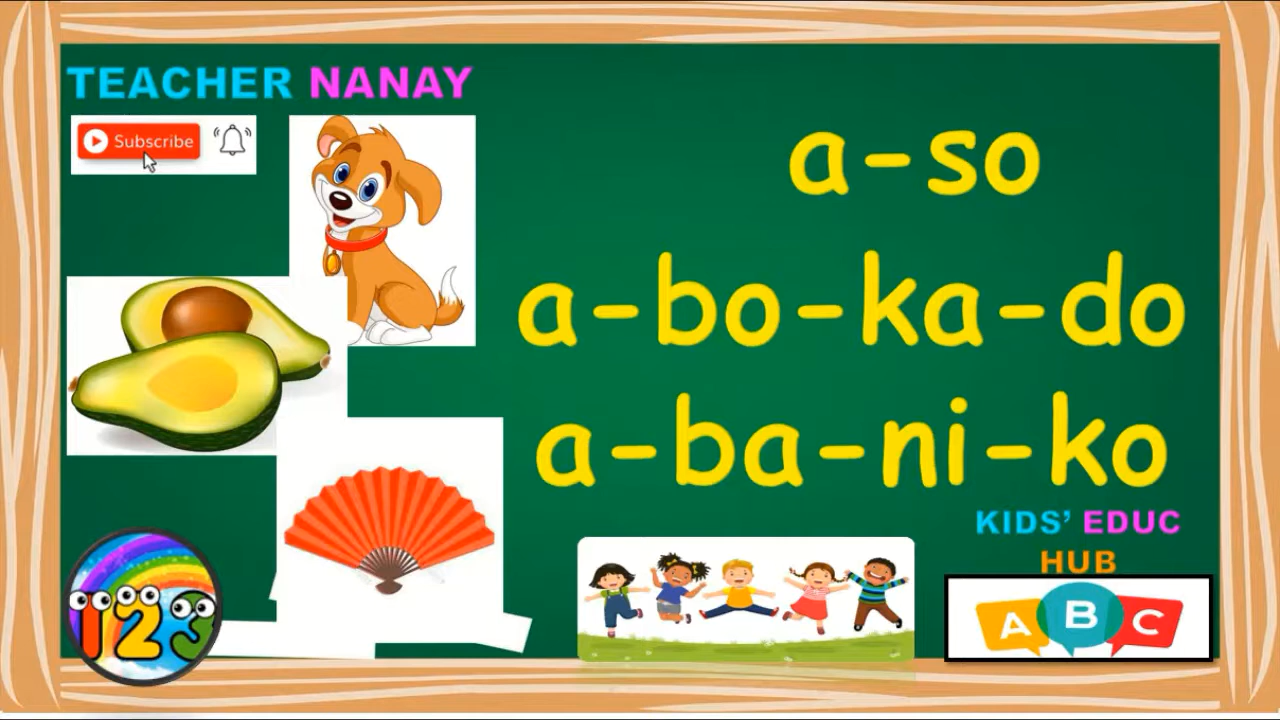 TEACHER NANAY
Subscribe
a-so
a-bo-ka-do
a-ba-ni-ko
KIDS' EDUC
HUB
A B C
123